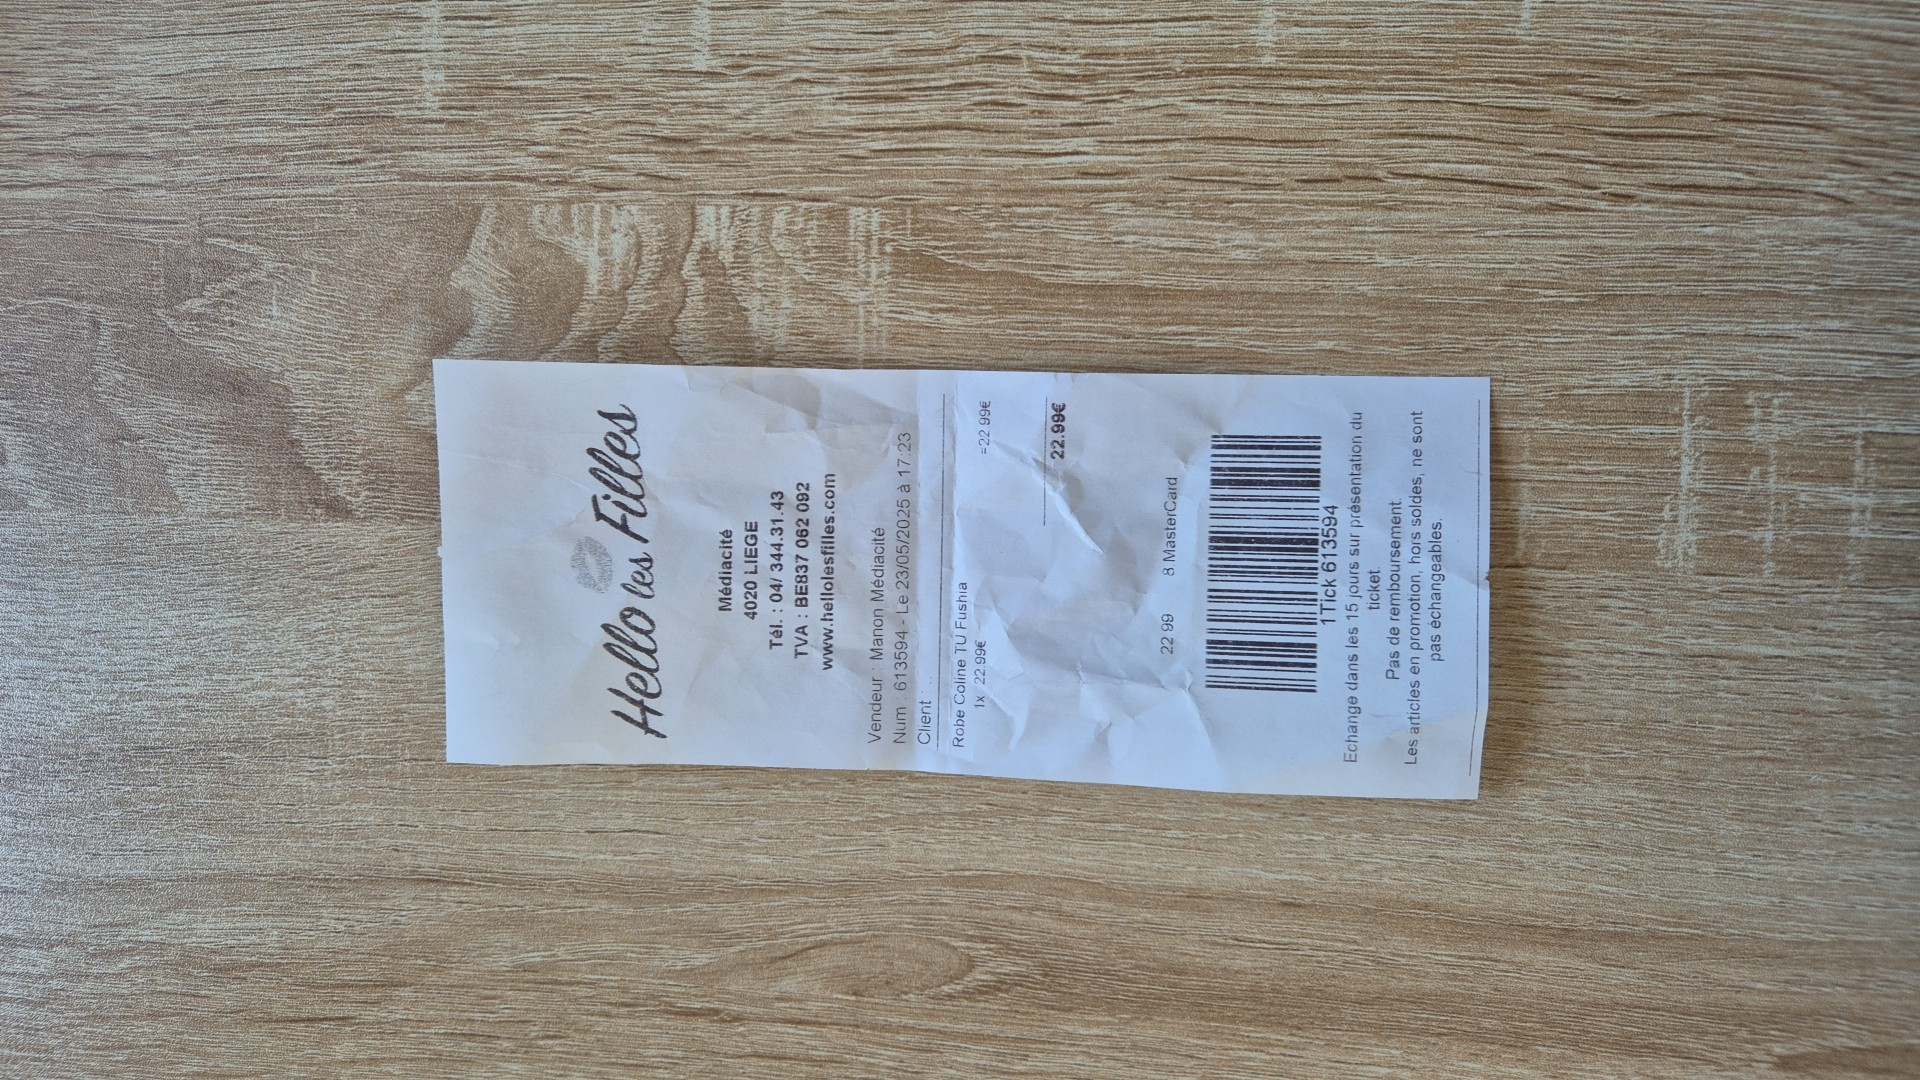 Hello les Filles
Médiacité
4020 LIEGE
Tél. : 04/ 344.31.43
TVA : BE837 062 092
www.hellolesfilles.com
Vendeur : Manon Médiacité
Num : 613594 - Le 23/05/2025 à 17:23
Client : ..
Robe Coline TU Fushia
1x 22.99€ =22.99€
22.99€
22.99 8 MasterCard
1Tick 613594
Echange dans les 15 jours sur présentation du
ticket.
Pas de remboursement.
Les articles en promotion, hors soldes, ne sont
pas échangeables.